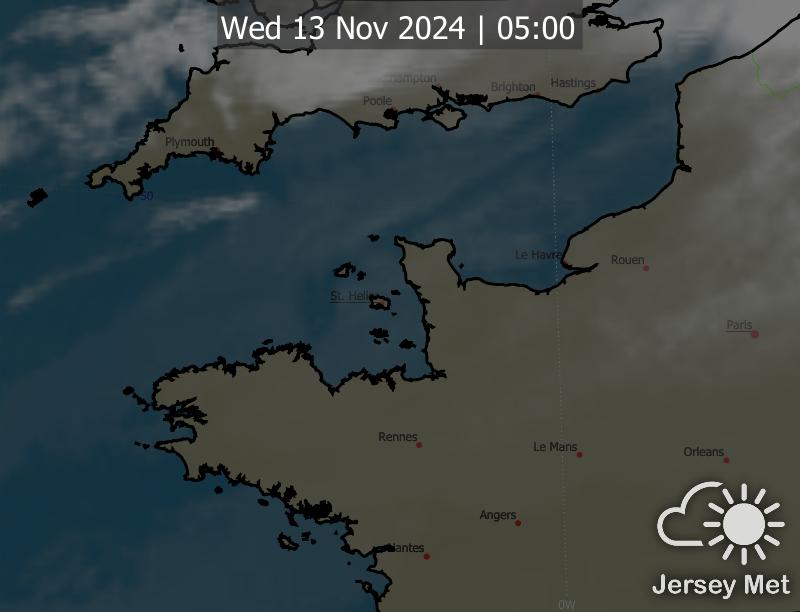 Wed 13 Nov 2024 | 05:00
Poole
Brighton
Hastings
Plymouth
50
Le Havre
Rouen
St. Helier
Paris
Rennes
Le Mans
Orleans
Angers
Nantes
0W
Jersey Met